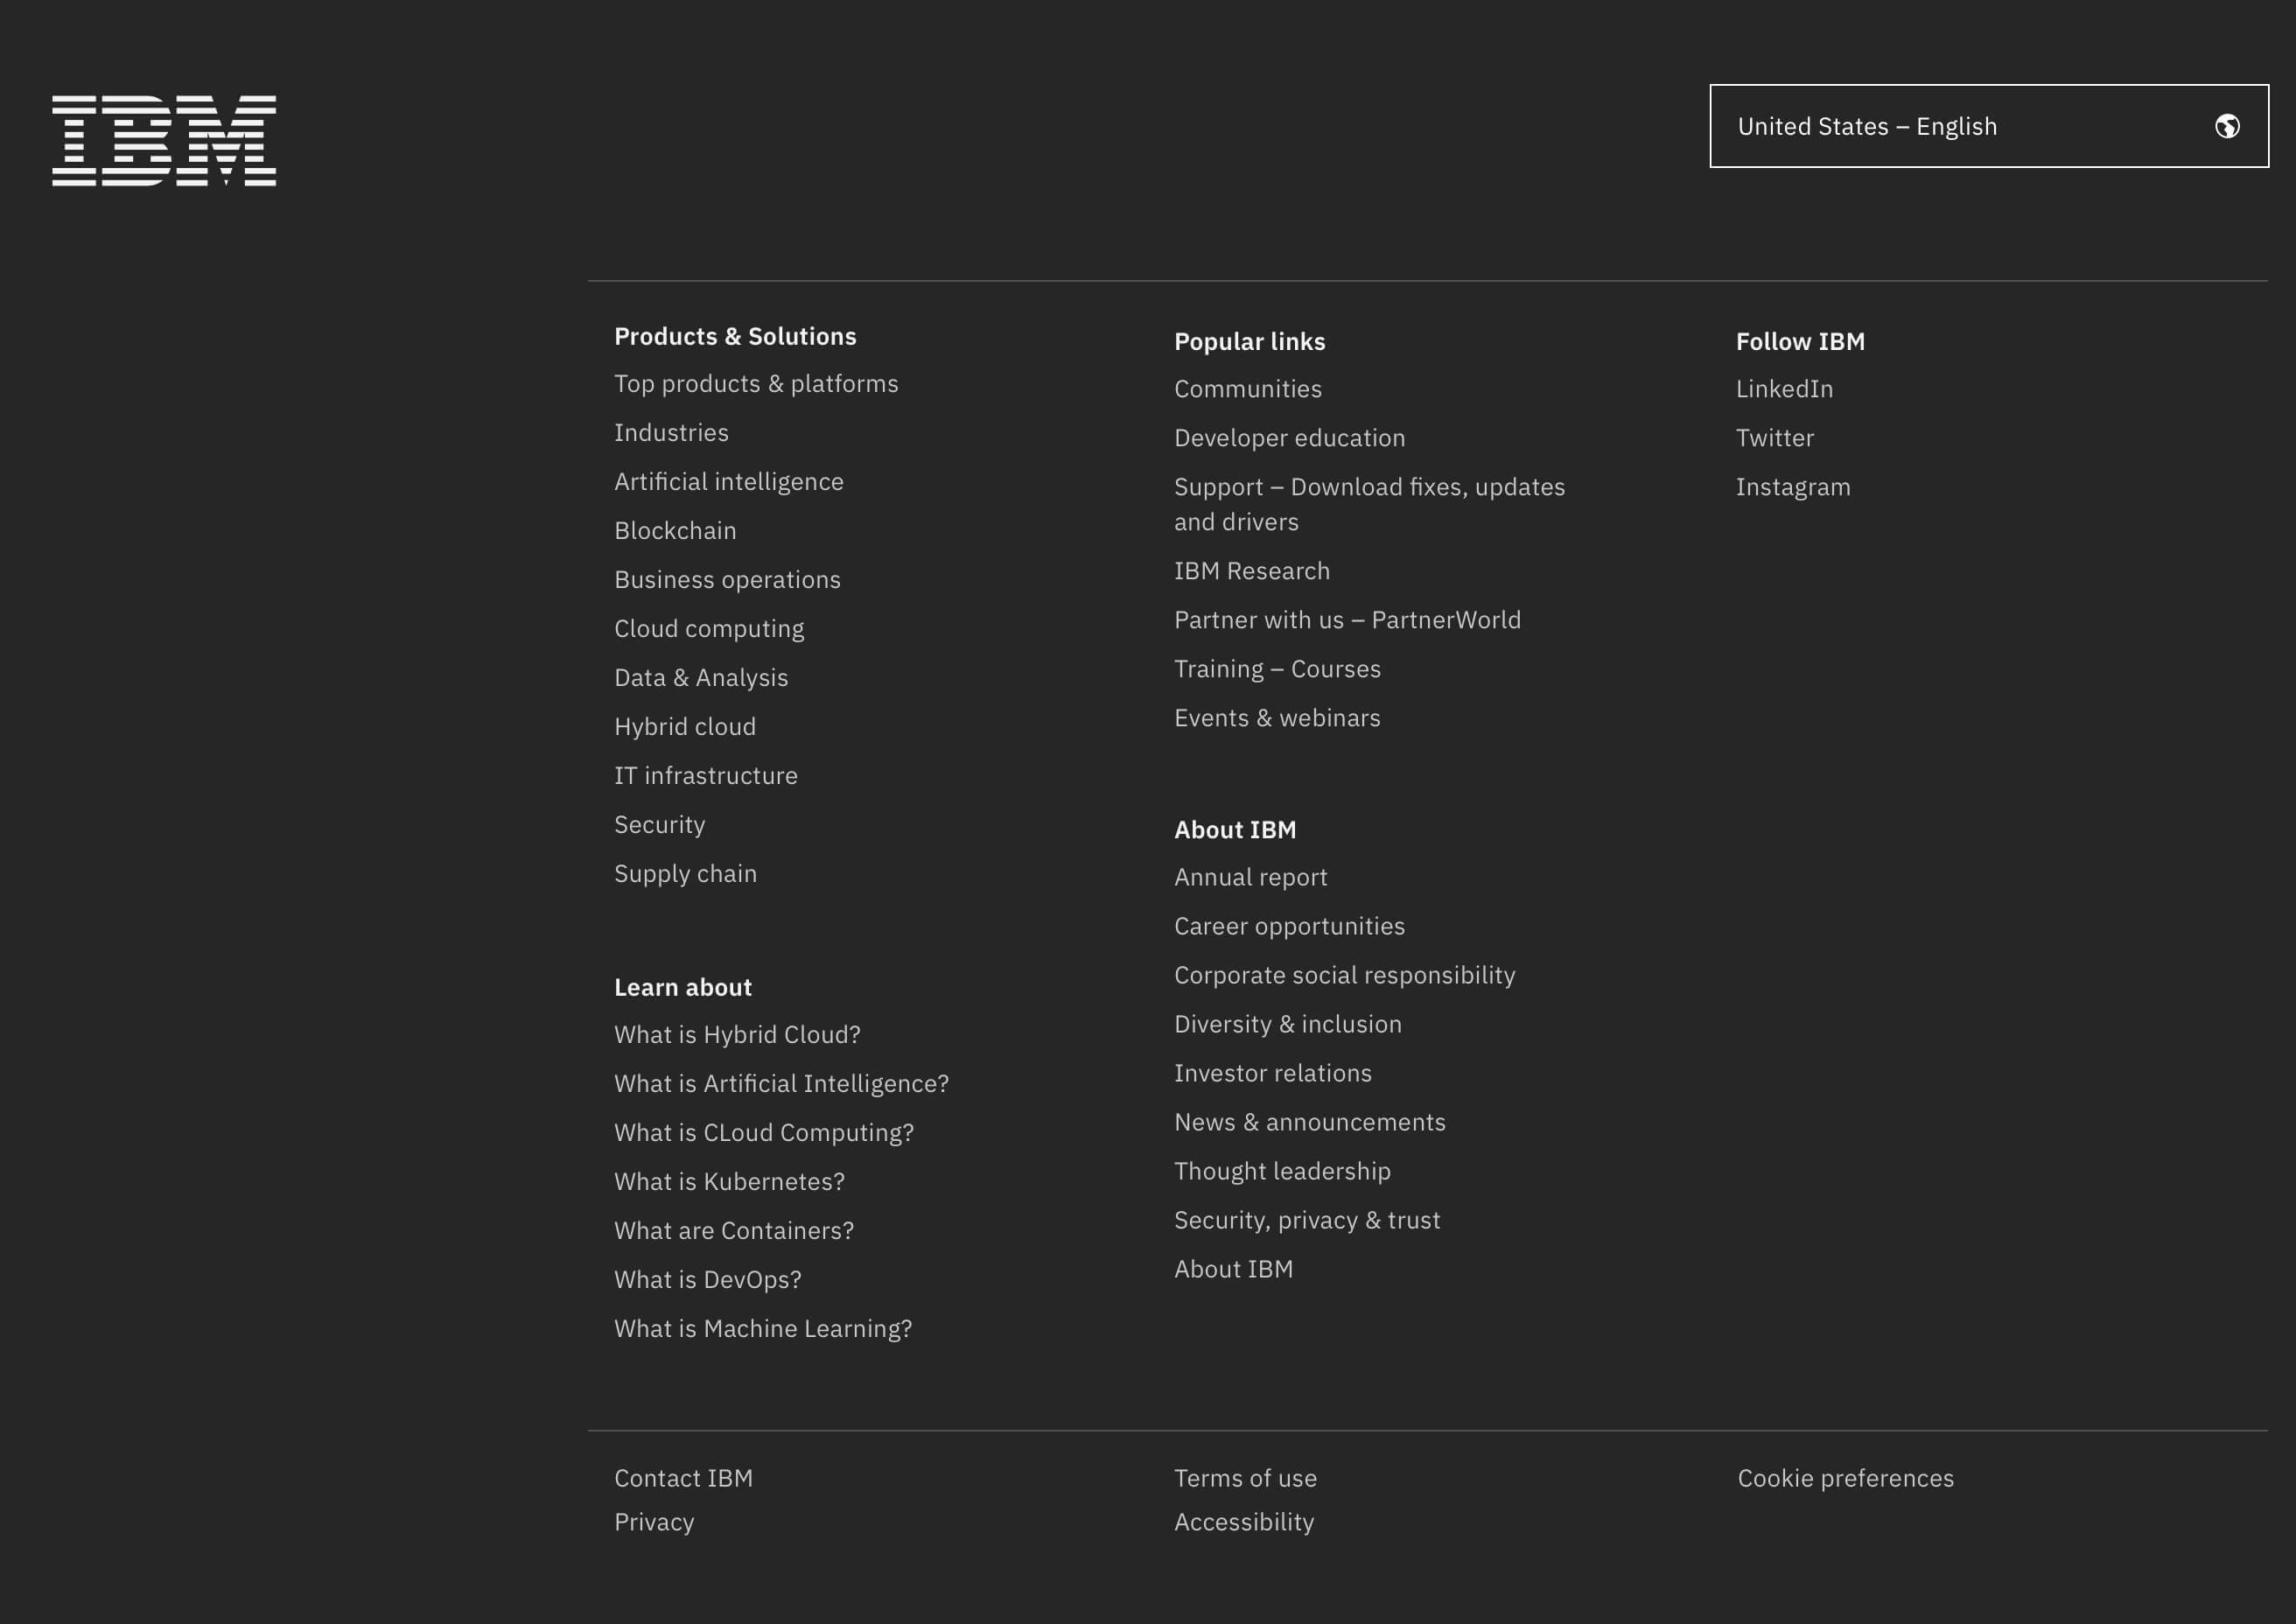 IBM
United States – English
Products & Solutions
Top products & platforms
Industries
Artificial intelligence
Blockchain
Business operations
Cloud computing
Data & Analysis
Hybrid cloud
IT infrastructure
Security
Supply chain
Learn about
What is Hybrid Cloud?
What is Artificial Intelligence?
What is CLoud Computing?
What is Kubernetes?
What are Containers?
What is DevOps?
What is Machine Learning?
Popular links
Communities
Developer education
Support – Download fixes, updates
and drivers
IBM Research
Partner with us – PartnerWorld
Training – Courses
Events & webinars
About IBM
Annual report
Career opportunities
Corporate social responsibility
Diversity & inclusion
Investor relations
News & announcements
Thought leadership
Security, privacy & trust
About IBM
Follow IBM
LinkedIn
Twitter
Instagram
Contact IBM
Privacy
Terms of use
Accessibility
Cookie preferences